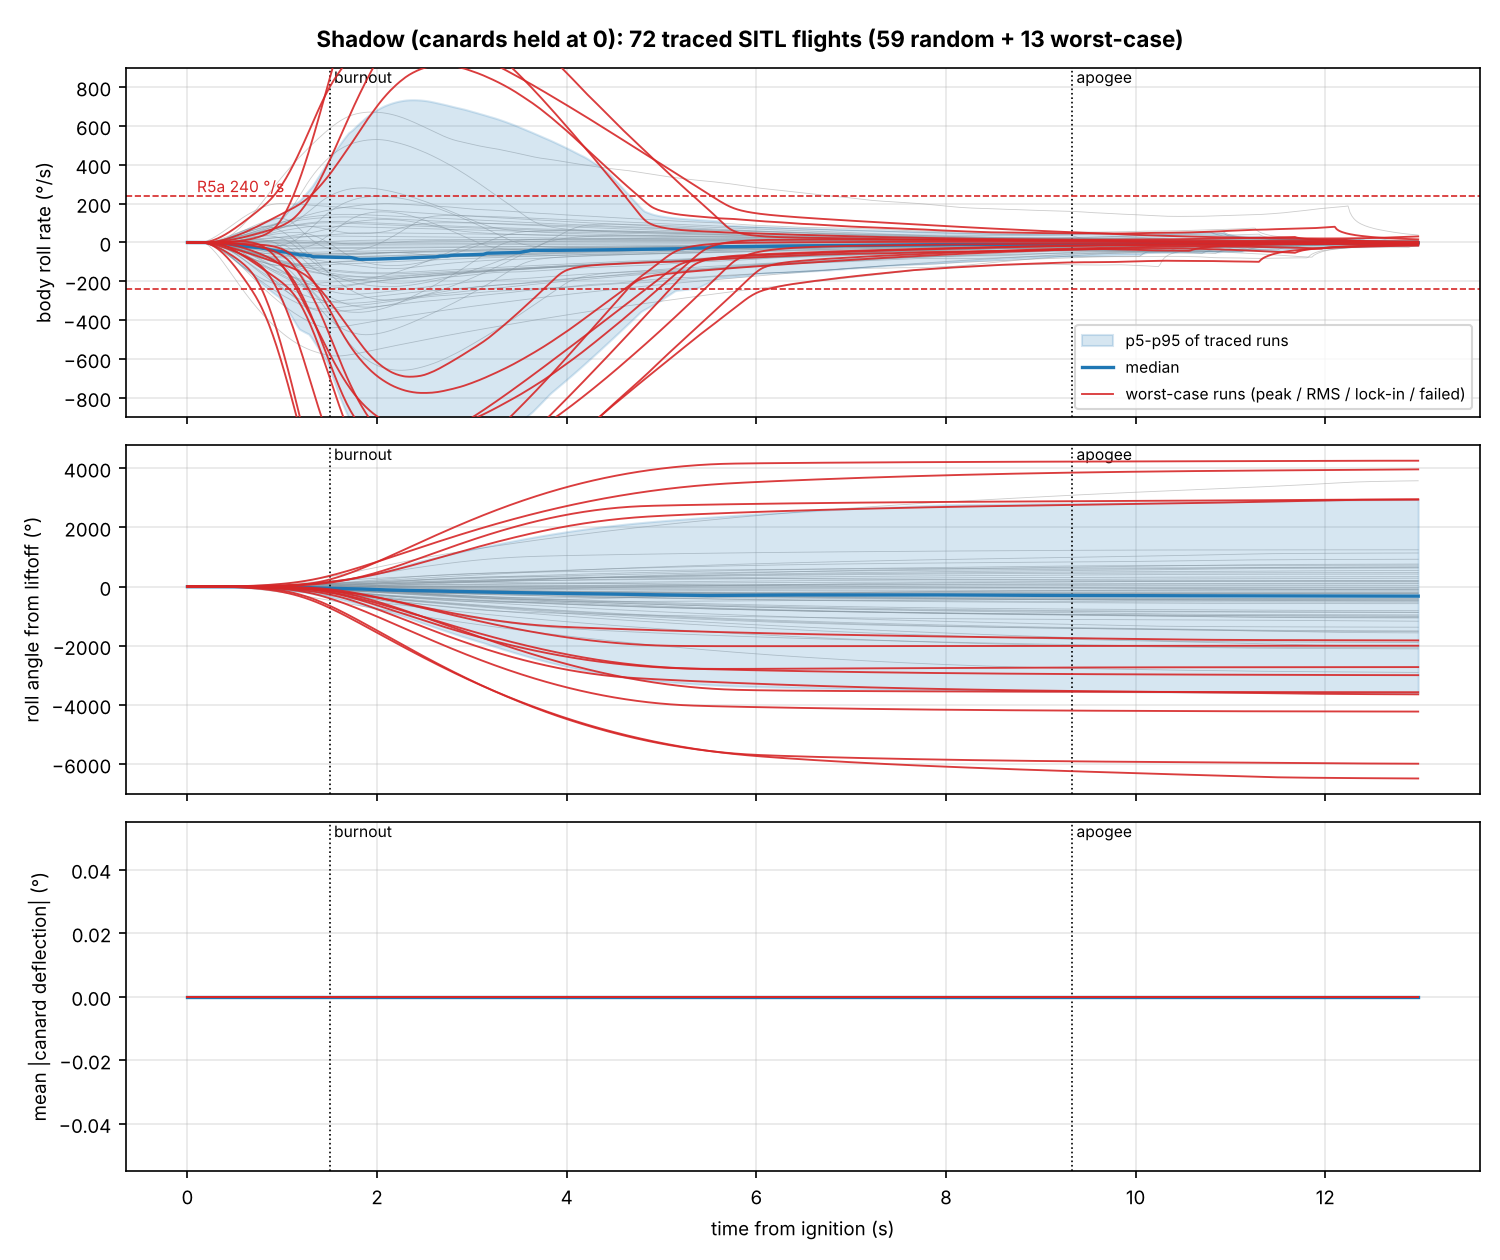 Shadow (canards held at 0): 72 traced SITL flights (59 random + 13 worst-case)
burnout
apogee
R5a 240 °/s
800
600
400
200
0
−200
−400
−600
−800
body roll rate (°/s)
p5-p95 of traced runs
median
worst-case runs (peak / RMS / lock-in / failed)
burnout
apogee
4000
2000
0
−2000
−4000
−6000
roll angle from liftoff (°)
burnout
apogee
0.04
0.02
0.00
−0.02
−0.04
mean |canard deflection| (°)
0 2 4 6 8 10 12
time from ignition (s)